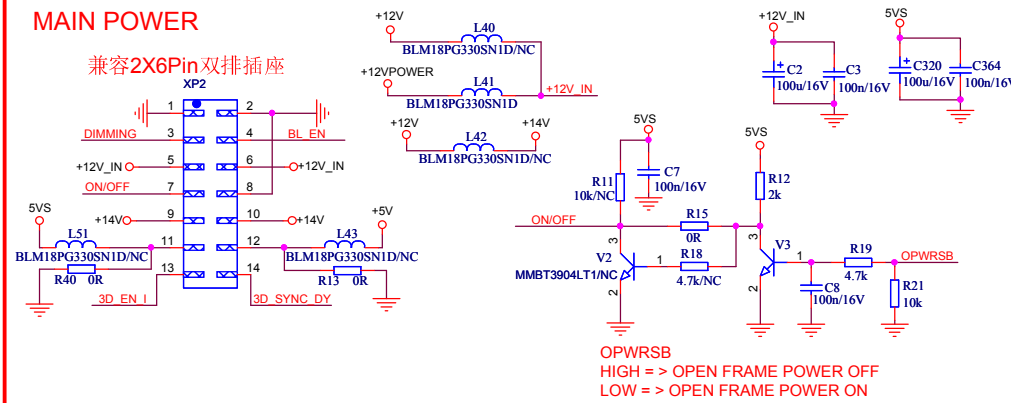 MAIN POWER
兼容2X6Pin双排插座
XP2
1
2
DIMMING
3
4
BL_EN
+12V_IN
5
6
+12V_IN
ON/OFF
7
8
5VS
+14V
9
10
+14V
+5V
L51
11
12
L43
BLM18PG330SN1D/NC
BLM18PG330SN1D/NC
R40 0R
13
14
R13 0R
3D_EN_I
3D_SYNC_DY
+12V
L40
BLM18PG330SN1D/NC
+12VPOWER
L41
+12V_IN
BLM18PG330SN1D
+12V
L42
+14V
BLM18PG330SN1D/NC
+12V_IN
C2
100u/16V
C3
100n/16V
5VS
C320
100u/16V
C364
100n/16V
5VS
R11
10k/NC
C7
100n/16V
5VS
R12
2k
ON/OFF
R15
0R
3
V2
MMBT3904LT1/NC
1
2
R18
4.7k/NC
3
V3
1
2
R19
4.7k
OPWRSB
C8
100n/16V
R21
10k
OPWRSB
HIGH = > OPEN FRAME POWER OFF
LOW = > OPEN FRAME POWER ON